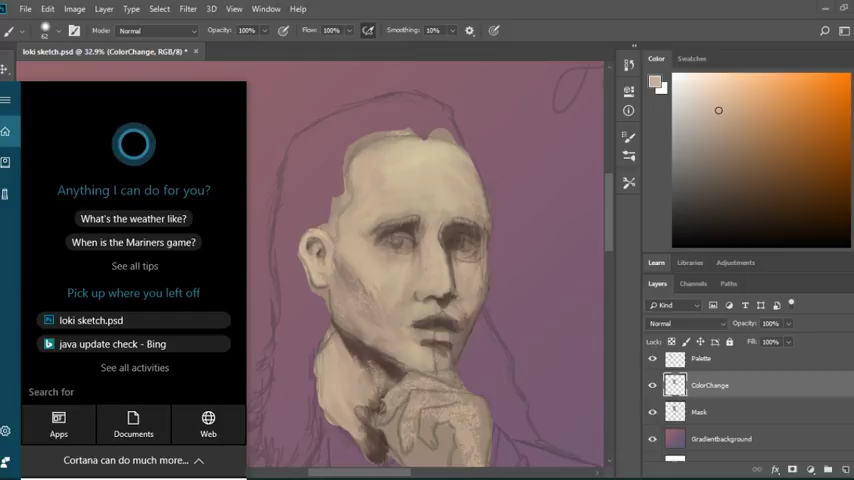 Ps File Edit Image Layer Type Select Filter 3D View Window Help
62 Mode: Normal Opacity: 100% Flow: 100% Smoothing: 10%
loki sketch.psd @ 32.9% (ColorChange, RGB/8) * ×
Color Swatches
Anything I can do for you?
What's the weather like?
When is the Mariners game?
See all tips
Pick up where you left off
Ps loki sketch.psd
java update check - Bing
See all activities
Search for
Apps Documents Web
Cortana can do much more...
Learn Libraries Adjustments
Layers Channels Paths
Kind
Normal Opacity: 100%
Lock: Fill: 100%
Palette
ColorChange
Mask
Gradientbackground
fx